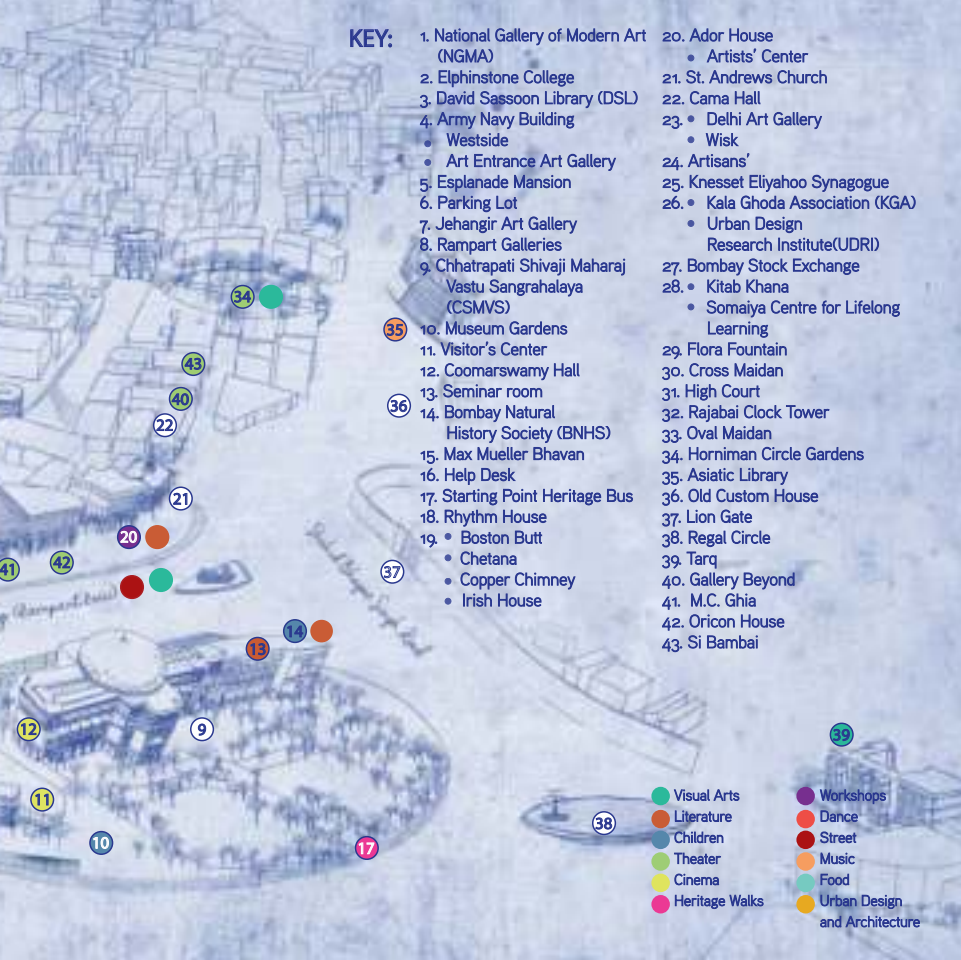 KEY:
1. National Gallery of Modern Art
(NGMA)
2. Elphinstone College
3. David Sassoon Library (DSL)
4. Army Navy Building
• Westside
• Art Entrance Art Gallery
5. Esplanade Mansion
6. Parking Lot
7. Jehangir Art Gallery
8. Rampart Galleries
9. Chhatrapati Shivaji Maharaj
Vastu Sangrahalaya
(CSMVS)
10. Museum Gardens
11. Visitor's Center
12. Coomarswamy Hall
13. Seminar room
14. Bombay Natural
History Society (BNHS)
15. Max Mueller Bhavan
16. Help Desk
17. Starting Point Heritage Bus
18. Rhythm House
19. • Boston Butt
• Chetana
• Copper Chimney
• Irish House
20. Ador House
• Artists' Center
21. St. Andrews Church
22. Cama Hall
23. • Delhi Art Gallery
• Wisk
24. Artisans'
25. Knesset Eliyahoo Synagogue
26. • Kala Ghoda Association (KGA)
• Urban Design
Research Institute(UDRI)
27. Bombay Stock Exchange
28. • Kitab Khana
• Somaiya Centre for Lifelong
Learning
29. Flora Fountain
30. Cross Maidan
31. High Court
32. Rajabai Clock Tower
33. Oval Maidan
34. Horniman Circle Gardens
35. Asiatic Library
36. Old Custom House
37. Lion Gate
38. Regal Circle
39. Tarq
40. Gallery Beyond
41. M.C. Ghia
42. Oricon House
43. Si Bambai
34
35
43
40
36
22
21
20
42
41
37
14
13
12
9
39
11
38
10
17
Visual Arts
Literature
Children
Theater
Cinema
Heritage Walks
Workshops
Dance
Street
Music
Food
Urban Design
and Architecture